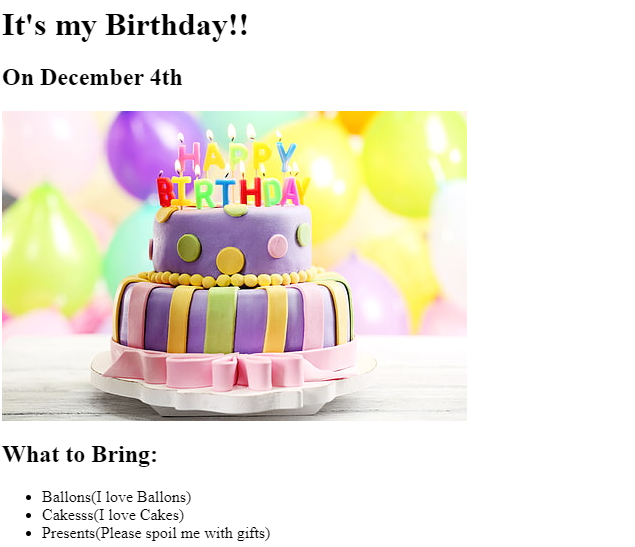 It's my Birthday!!
On December 4th
HAPPY
BIRTHDAY
What to Bring:
Ballons(I love Ballons)
Cakesss(I love Cakes)
Presents(Please spoil me with gifts)